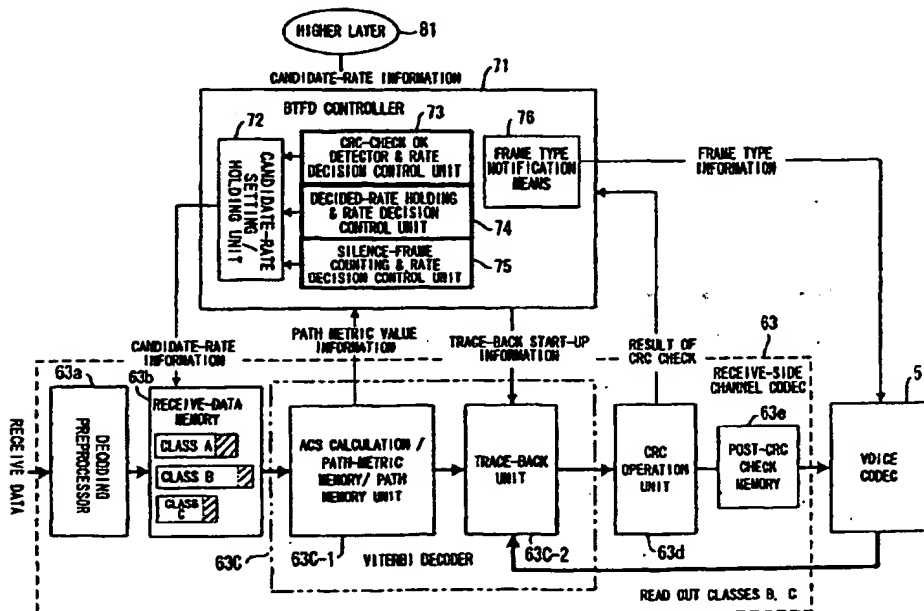 HIGHER LAYER
81
CANDIDATE-RATE INFORMATION
71
BTFD CONTROLLER
72
73
76
CANDIDATE-RATE
SETTING /
HOLDING UNIT
CRC-CHECK OK
DETECTOR & RATE
DECISION CONTROL UNIT
DECIDED-RATE HOLDING
& RATE DECISION
CONTROL UNIT
74
SILENCE-FRAME
COUNTING & RATE
DECISION CONTROL UNIT
75
FRAME TYPE
NOTIFICATION
MEANS
FRAME TYPE
INFORMATION
CANDIDATE-RATE
INFORMATION
PATH METRIC VALUE
INFORMATION
TRACE-BACK START-UP
INFORMATION
RESULT OF
CRC CHECK
63
RECEIVE-SIDE
CHANNEL CODEC
RECEIVE DATA
63a
DECODING
PREPROCESSOR
63b
RECEIVE-DATA
MEMORY
CLASS A
CLASS B
CLASS
C
ACS CALCULATION /
PATH-METRIC
MEMORY/ PATH
MEMORY UNIT
TRACE-BACK
UNIT
CRC
OPERATION
UNIT
63e
POST-CRC
CHECK
MEMORY
5
VOICE
CODEC
63C
63C-1
VITERBI DECODER
63C-2
63d
READ OUT CLASSES B, C